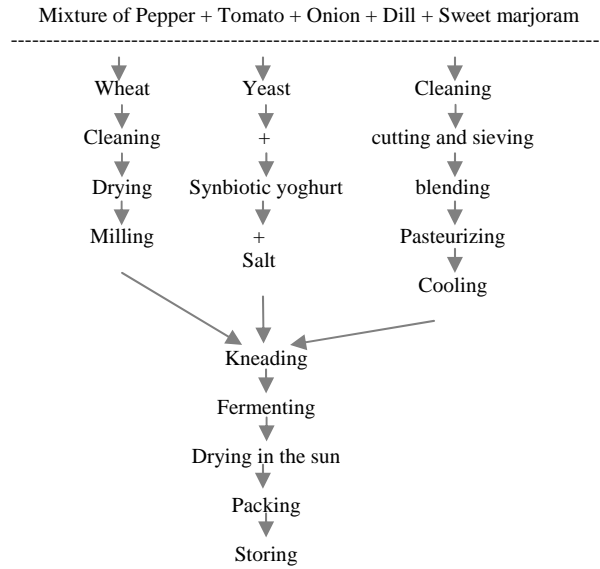 Mixture of Pepper + Tomato + Onion + Dill + Sweet marjoram
Wheat Yeast Cleaning
Cleaning + cutting and sieving
Drying Synbiotic yoghurt blending
Milling + Pasteurizing
Salt
Cooling
Kneading
Fermenting
Drying in the sun
Packing
Storing